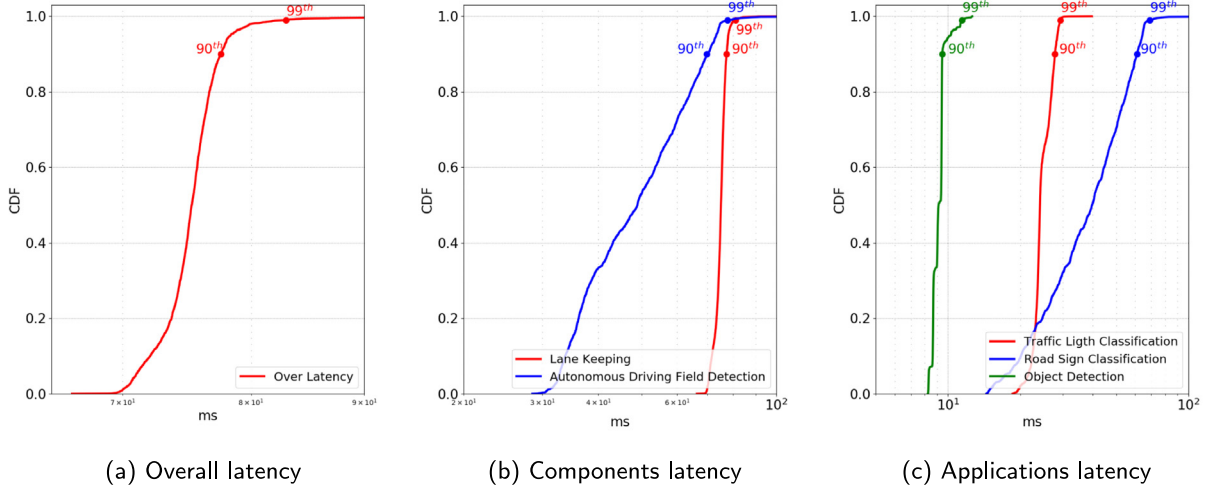 1.0
0.8
0.6
0.4
0.2
0.0
CDF
99th
90th
Over Latency
7 × 10¹
8 × 10¹
9 × 10¹
ms
(a) Overall latency
1.0
0.8
0.6
0.4
0.2
0.0
CDF
99th
99th
90th
90th
Lane Keeping
Autonomous Driving Field Detection
2 × 10¹
3 × 10¹
4 × 10¹
6 × 10¹
10²
ms
(b) Components latency
1.0
0.8
0.6
0.4
0.2
0.0
CDF
99th
99th
99th
90th
90th
90th
Traffic Ligth Classification
Road Sign Classification
Object Detection
10¹
10²
ms
(c) Applications latency